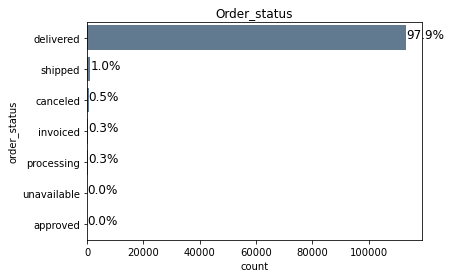 Order_status
delivered
97.9%
shipped
1.0%
canceled
0.5%
invoiced
0.3%
processing
0.3%
unavailable
0.0%
approved
0.0%
order_status
0 20000 40000 60000 80000 100000
count